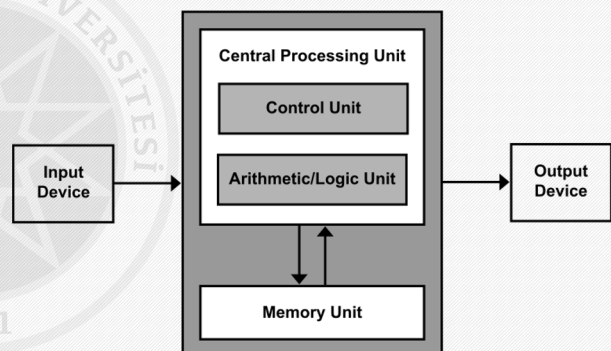 Central Processing Unit
Control Unit
Arithmetic/Logic Unit
Input
Device
Output
Device
Memory Unit